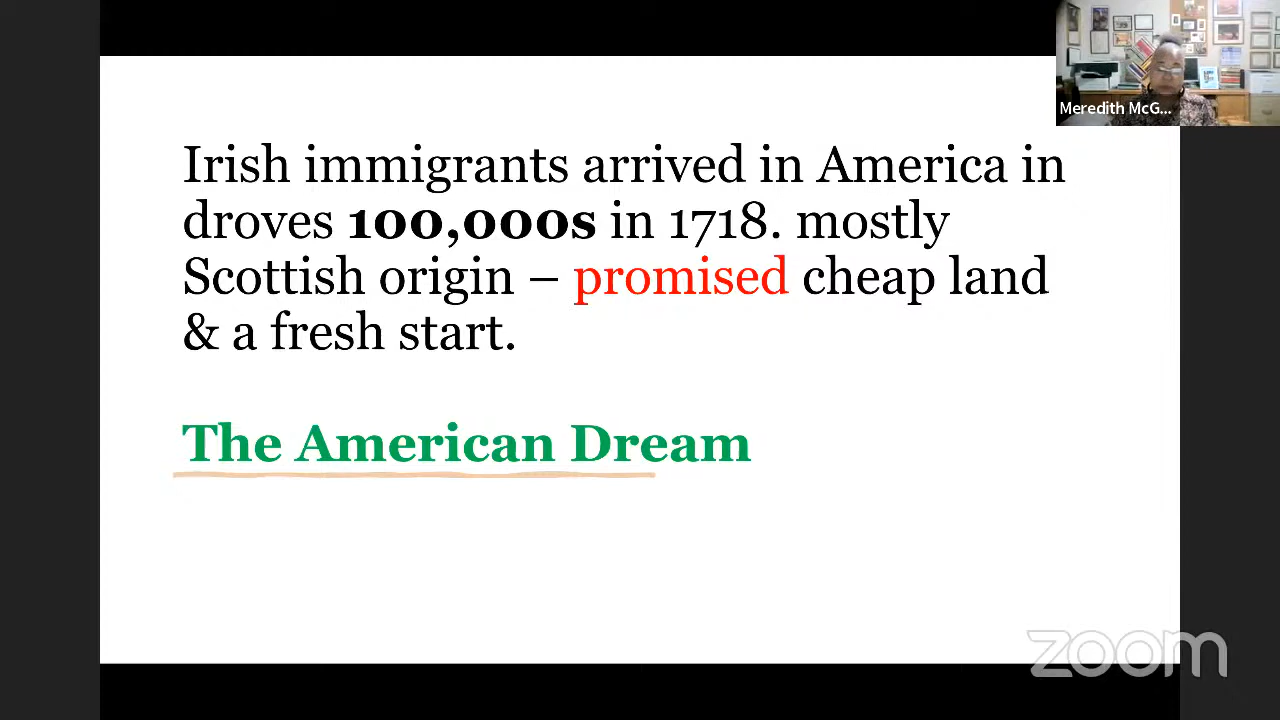 Meredith McG...
Irish immigrants arrived in America in
droves 100,000s in 1718. mostly
Scottish origin – promised cheap land
& a fresh start.
The American Dream
zoom